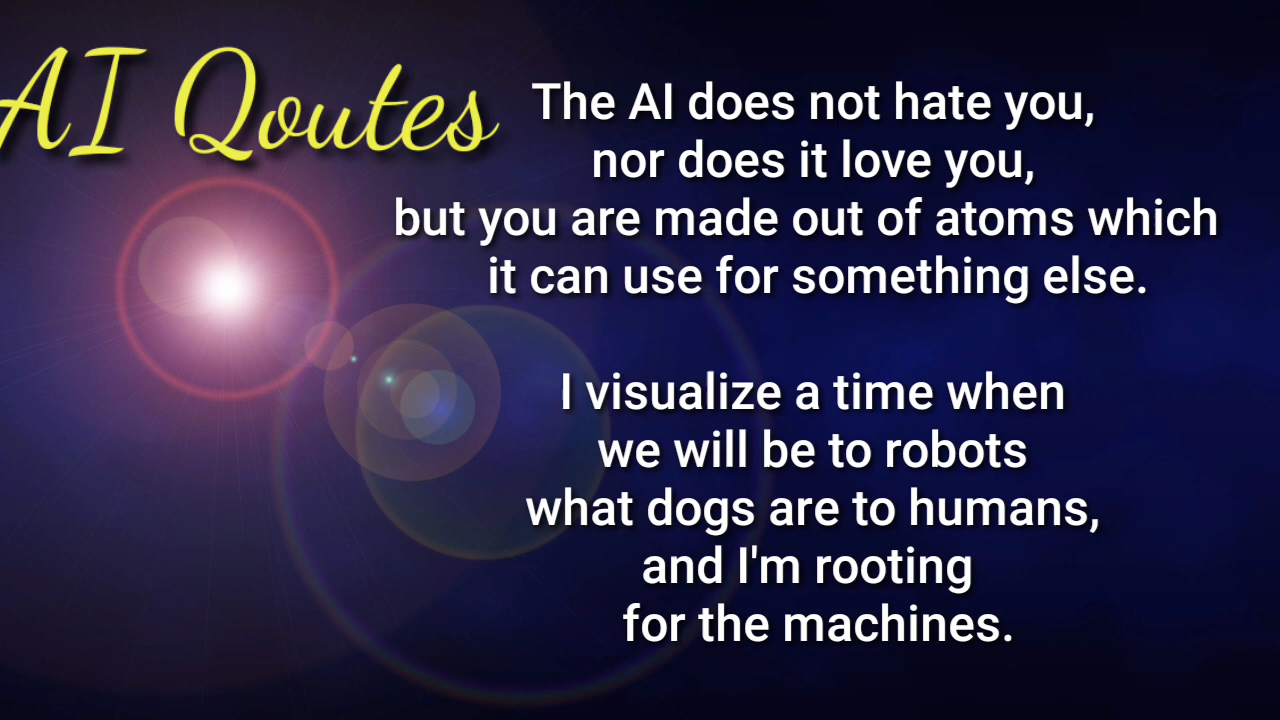 AI Qoutes
The AI does not hate you,
nor does it love you,
but you are made out of atoms which
it can use for something else.
I visualize a time when
we will be to robots
what dogs are to humans,
and I'm rooting
for the machines.